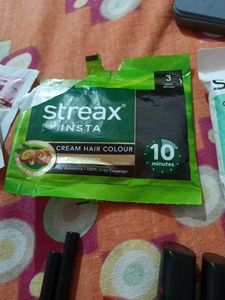 3
streax
INSTA
CREAM HAIR COLOUR
No Ammonia | 100% Grey Coverage
10
minutes